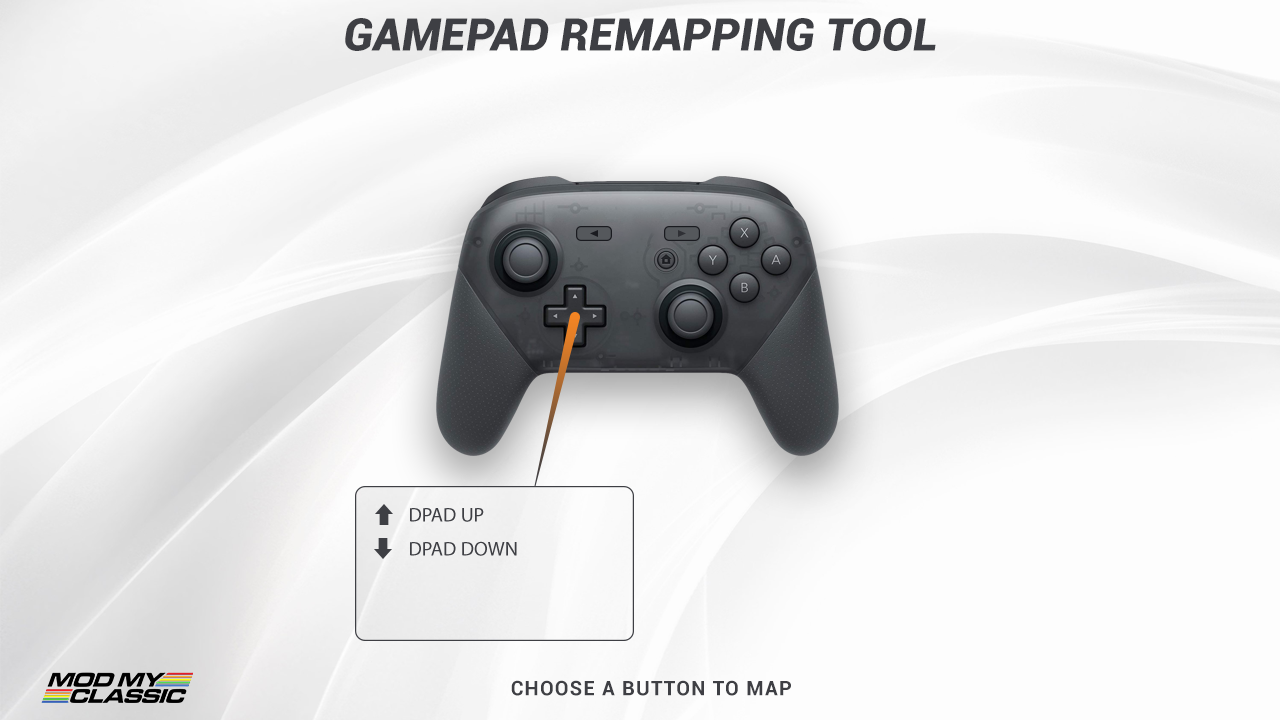 GAMEPAD REMAPPING TOOL
X
Y
A
B
DPAD UP
DPAD DOWN
MOD MY
CLASSIC
CHOOSE A BUTTON TO MAP